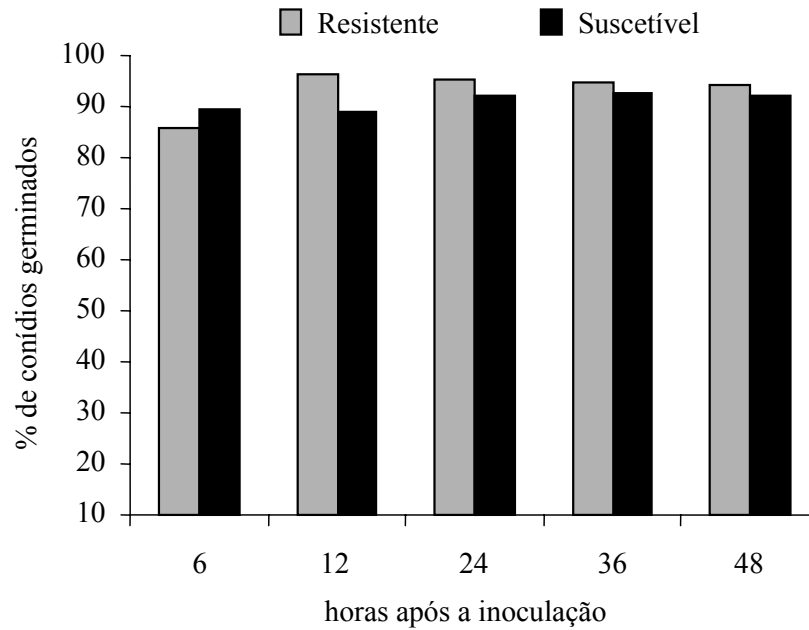 Resistente Suscetível
100
90
80
70
60
50
40
30
20
10
% de conídios germinados
6 12 24 36 48
horas após a inoculação